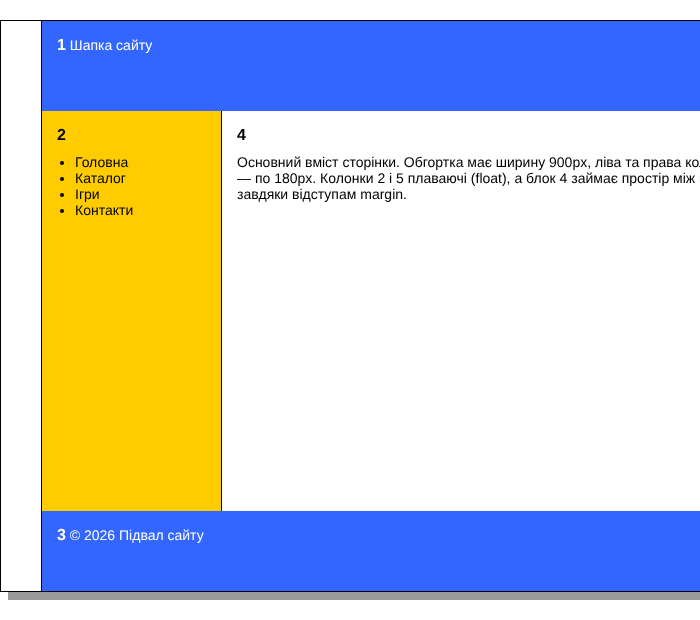 1 Шапка сайту
2
• Головна
• Каталог
• Ігри
• Контакти
4
Основний вміст сторінки. Обгортка має ширину 900px, ліва та права
— по 180px. Колонки 2 і 5 плаваючі (float), а блок 4 займає простір між
завдяки відступам margin.
3 © 2026 Підвал сайту